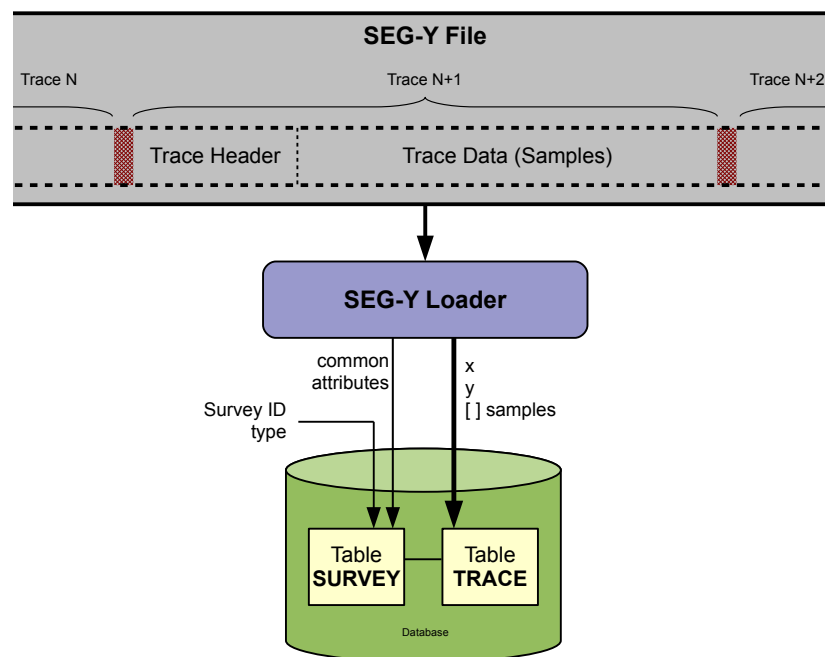 SEG-Y File
Trace N
Trace N+1
Trace N+2
Trace Header
Trace Data (Samples)
SEG-Y Loader
common
attributes
x
y
[ ] samples
Survey ID
type
Table
SURVEY
Table
TRACE
Database